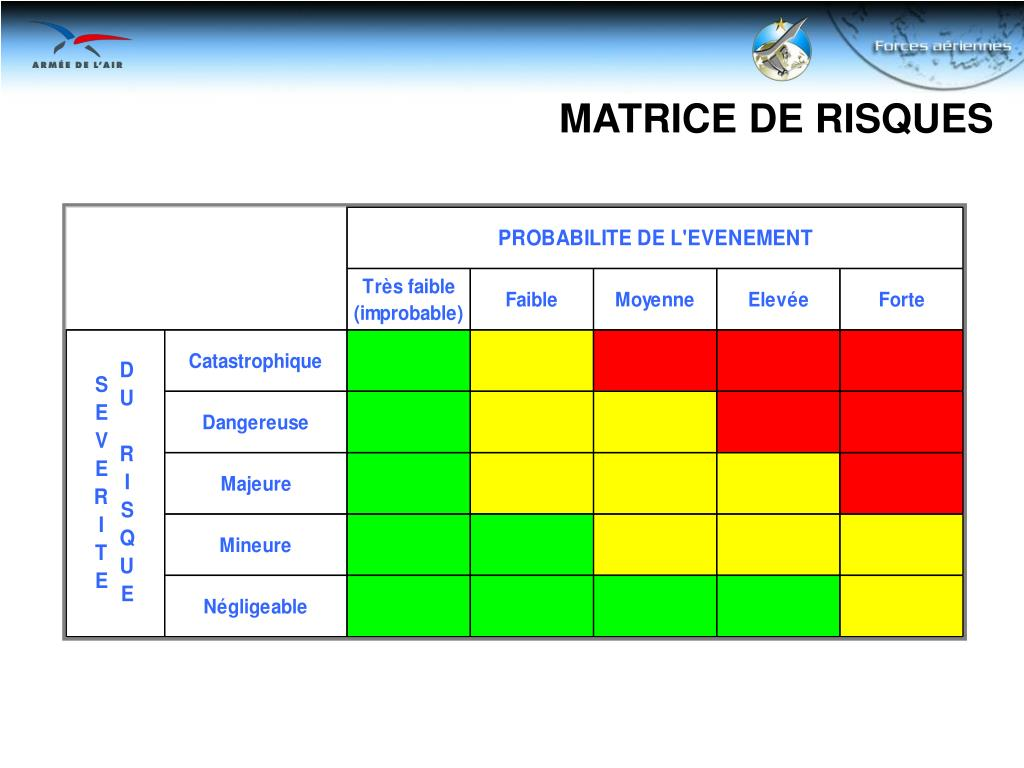 ARMÉE DE L'AIR
Forces aériennes
MATRICE DE RISQUES
PROBABILITE DE L'EVENEMENT
Très faible
(improbable)
Faible
Moyenne
Elevée
Forte
SEVERITE
DU RISQUE
Catastrophique
Dangereuse
Majeure
Mineure
Négligeable